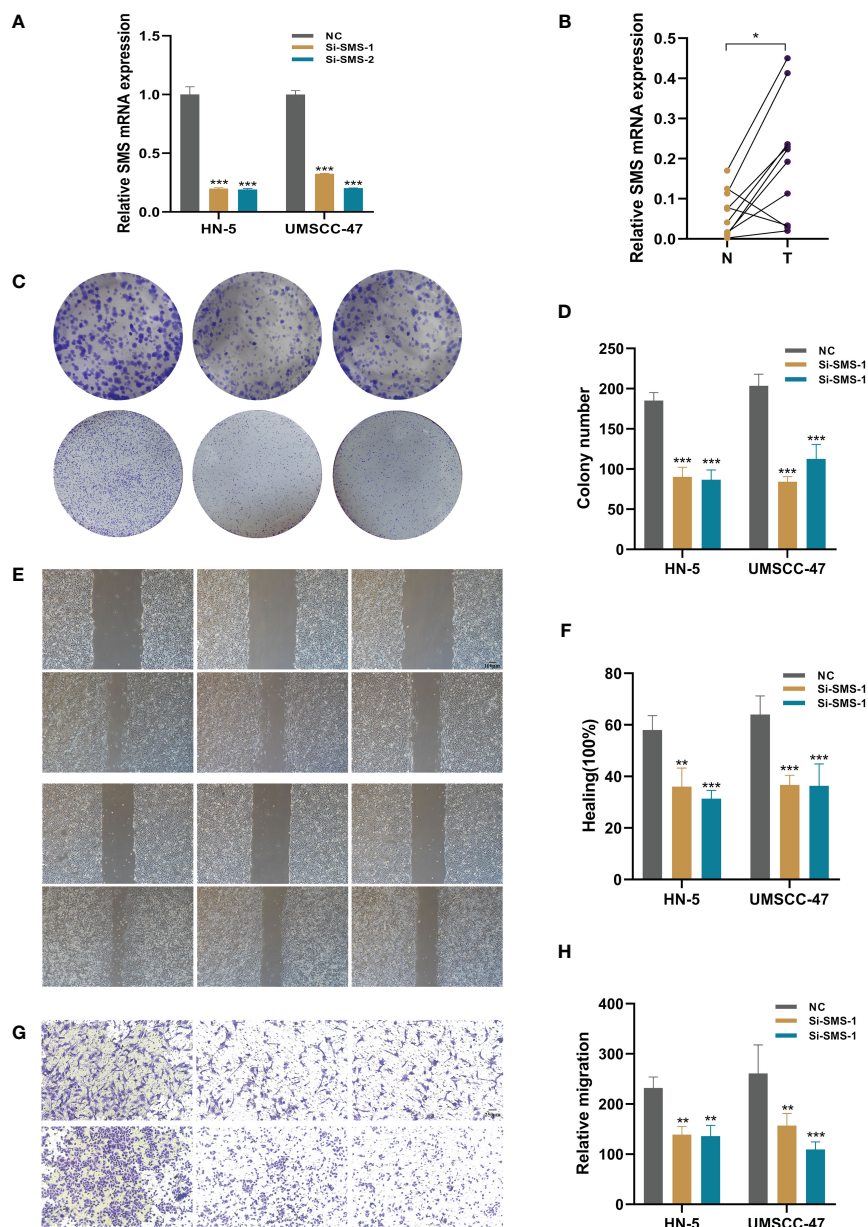 A
NC
Si-SMS-1
Si-SMS-2
Relative SMS mRNA expression
1.5
1.0
0.5
0.0
*** ***
*** ***
HN-5 UMSCC-47
B
*
Relative SMS mRNA expression
0.5
0.4
0.3
0.2
0.1
0.0
N T
C
D
NC
Si-SMS-1
Si-SMS-1
Colony number
250
200
150
100
50
0
*** ***
*** ***
HN-5 UMSCC-47
E
F
NC
Si-SMS-1
Si-SMS-1
Healing(100%)
80
60
40
20
0
** ***
*** ***
HN-5 UMSCC-47
G
H
NC
Si-SMS-1
Si-SMS-1
Relative migration
400
300
200
100
0
** **
** ***
HN-5 UMSCC-47